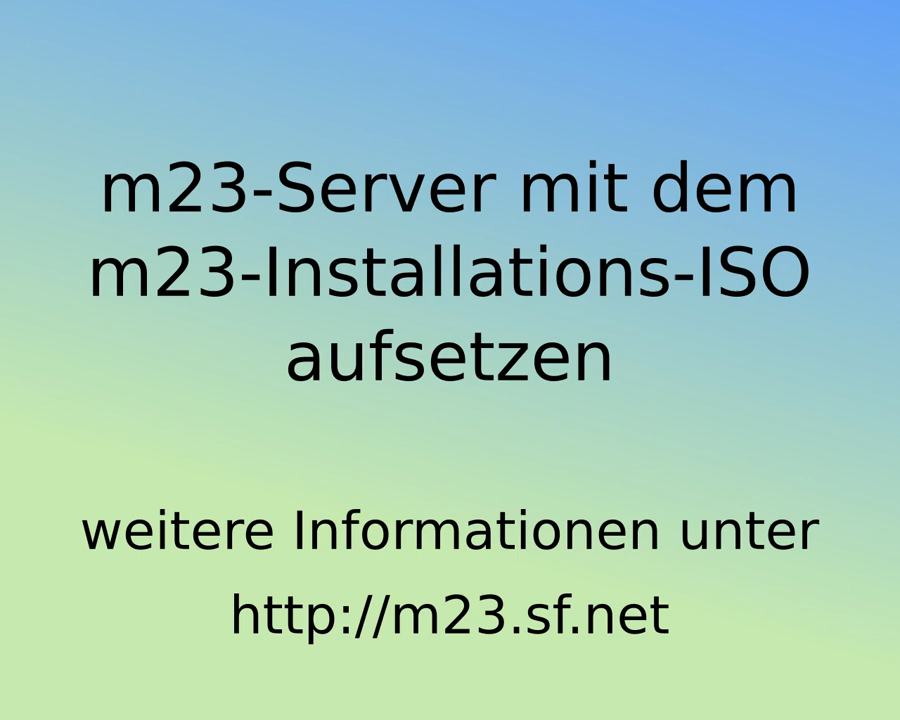 m23-Server mit dem
m23-Installations-ISO
aufsetzen
weitere Informationen unter
http://m23.sf.net